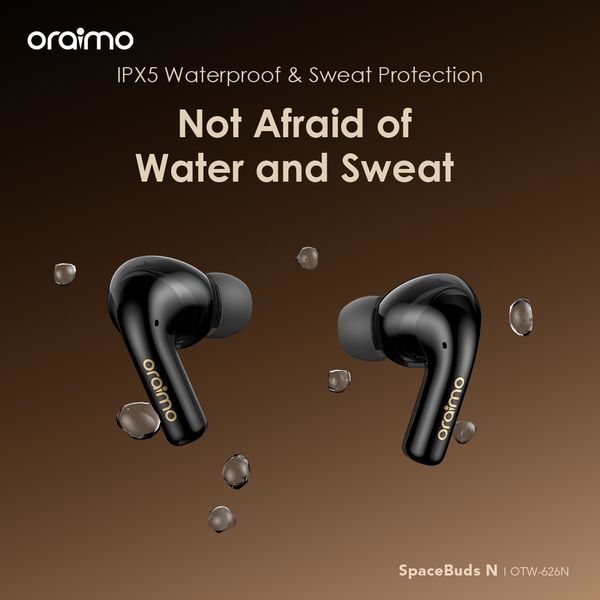 oraimo
IPX5 Waterproof & Sweat Protection
Not Afraid of
Water and Sweat
oraimo
oraimo
SpaceBuds N | OTW-626N